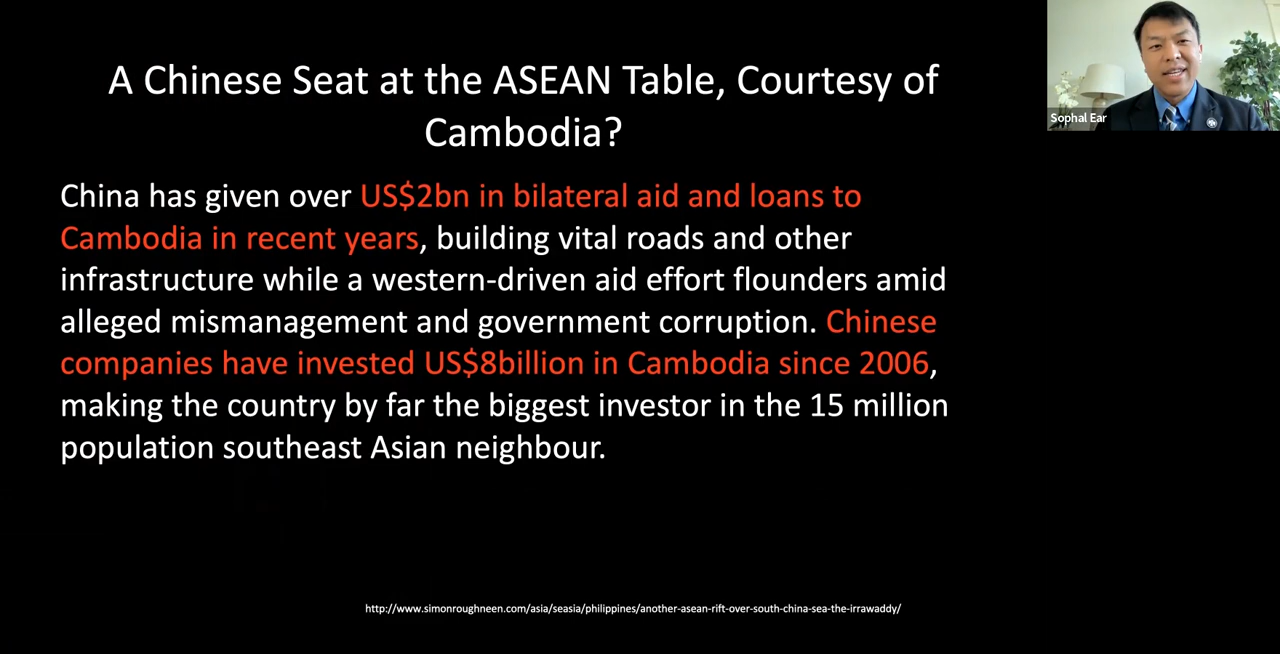 A Chinese Seat at the ASEAN Table, Courtesy of
Cambodia?
Sophal Ear
China has given over US$2bn in bilateral aid and loans to
Cambodia in recent years, building vital roads and other
infrastructure while a western-driven aid effort flounders amid
alleged mismanagement and government corruption. Chinese
companies have invested US$8billion in Cambodia since 2006,
making the country by far the biggest investor in the 15 million
population southeast Asian neighbour.
http://www.simonroughneen.com/asia/seasia/philippines/another-asean-rift-over-south-china-sea-the-irrawaddy/